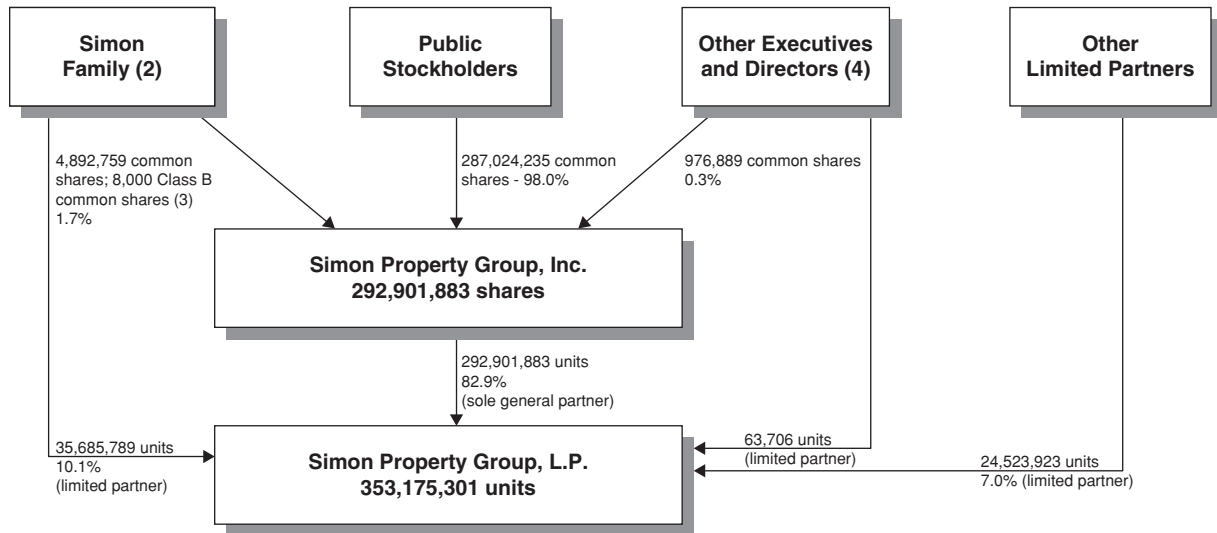 Simon
Family (2)
Public
Stockholders
Other Executives
and Directors (4)
Other
Limited Partners
4,892,759 common
shares; 8,000 Class B
common shares (3)
1.7%
287,024,235 common
shares - 98.0%
976,889 common shares
0.3%
Simon Property Group, Inc.
292,901,883 shares
292,901,883 units
82.9%
(sole general partner)
35,685,789 units
10.1%
(limited partner)
Simon Property Group, L.P.
353,175,301 units
63,706 units
(limited partner)
24,523,923 units
7.0% (limited partner)